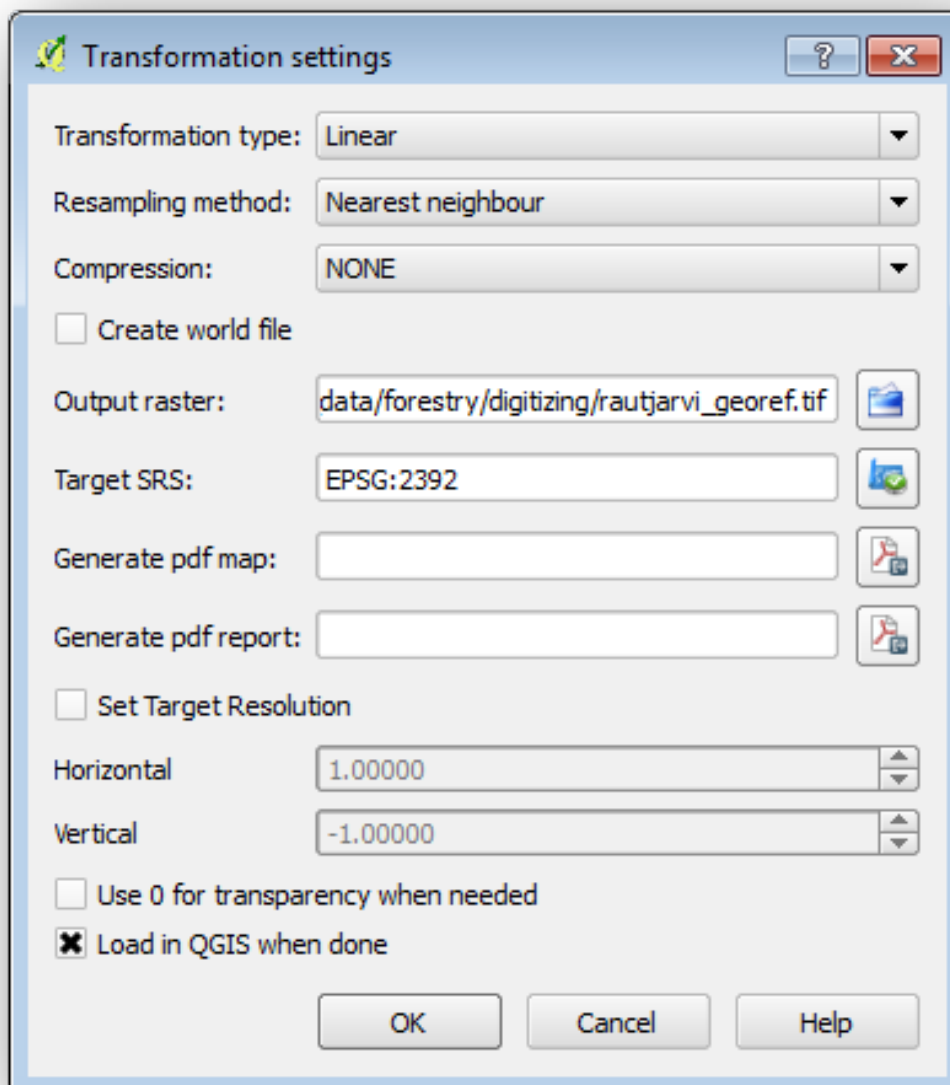 Transformation settings
Transformation type: Linear
Resampling method: Nearest neighbour
Compression: NONE
Create world file
Output raster: data/forestry/digitizing/rautjarvi_georef.tif
Target SRS: EPSG:2392
Generate pdf map:
Generate pdf report:
Set Target Resolution
Horizontal 1.00000
Vertical -1.00000
Use 0 for transparency when needed
Load in QGIS when done
OK Cancel Help